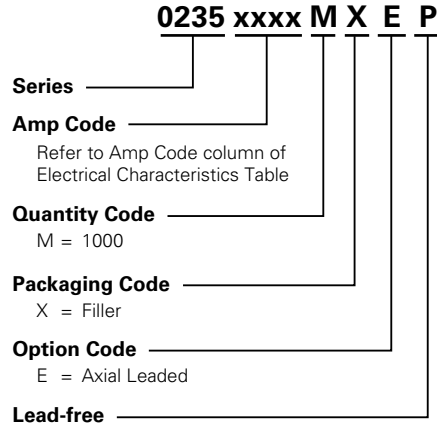 0235 xxxx M X E P
Series
Amp Code
Refer to Amp Code column of
Electrical Characteristics Table
Quantity Code
M = 1000
Packaging Code
X = Filler
Option Code
E = Axial Leaded
Lead-free